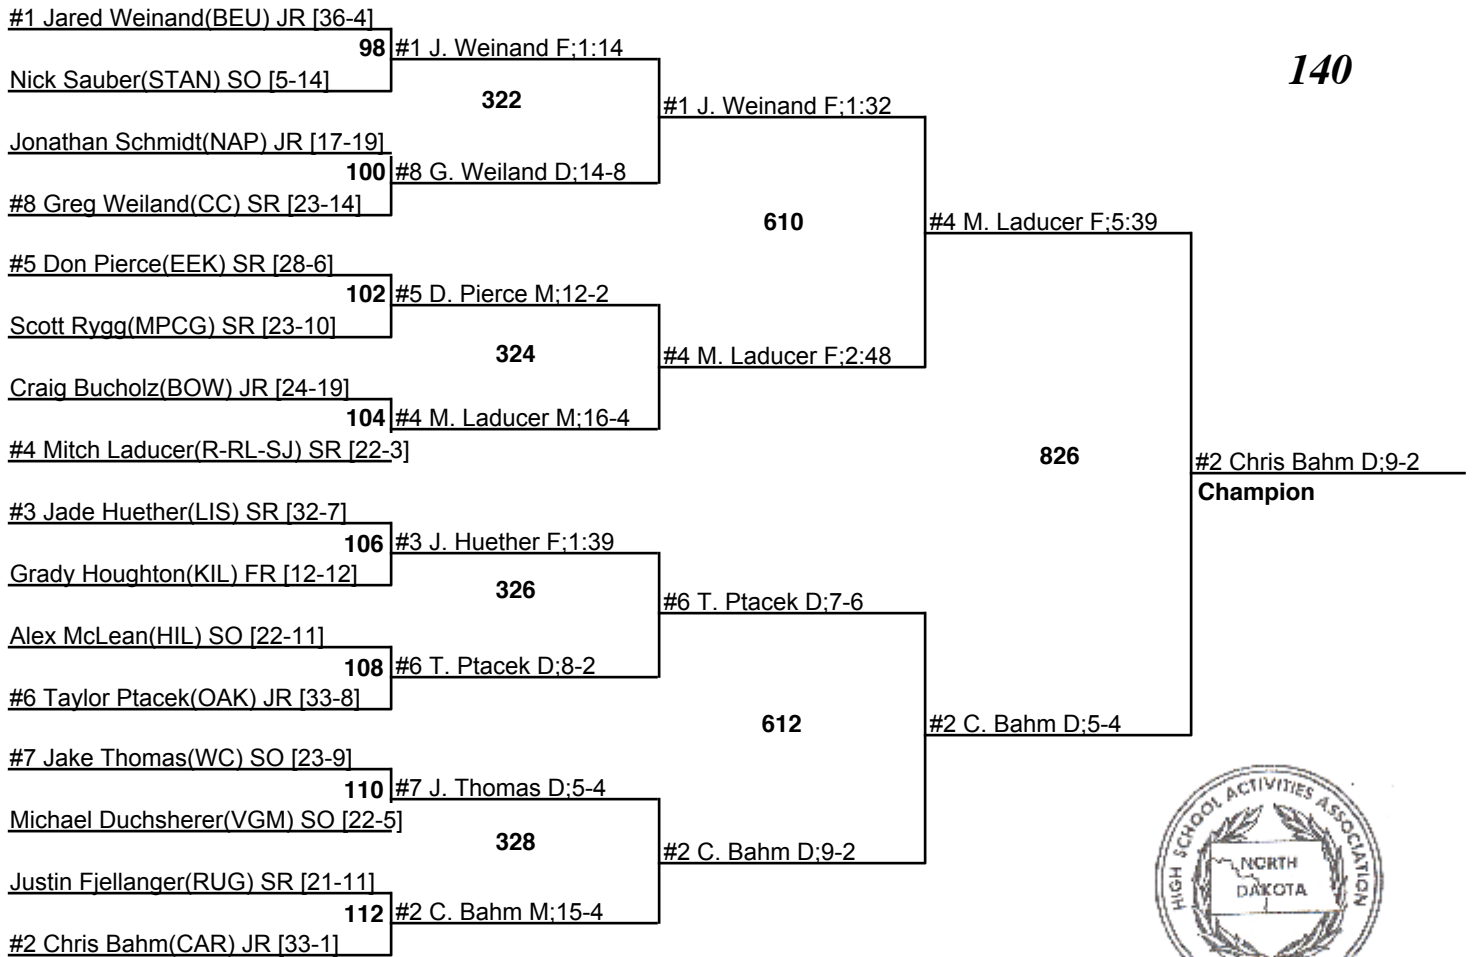 #1 Jared Weinand(BEU) JR [36-4]
98 #1 J. Weinand F;1:14
140
Nick Sauber(STAN) SO [5-14]
322
#1 J. Weinand F;1:32
Jonathan Schmidt(NAP) JR [17-19]
100 #8 G. Weiland D;14-8
#8 Greg Weiland(CC) SR [23-14]
610
#4 M. Laducer F;5:39
#5 Don Pierce(EEK) SR [28-6]
102 #5 D. Pierce M;12-2
Scott Rygg(MPCG) SR [23-10]
324
#4 M. Laducer F;2:48
Craig Bucholz(BOW) JR [24-19]
104 #4 M. Laducer M;16-4
#4 Mitch Laducer(R-RL-SJ) SR [22-3]
826
#2 Chris Bahm D;9-2
Champion
#3 Jade Huether(LIS) SR [32-7]
106 #3 J. Huether F;1:39
Grady Houghton(KIL) FR [12-12]
326
#6 T. Ptacek D;7-6
Alex McLean(HIL) SO [22-11]
108 #6 T. Ptacek D;8-2
#6 Taylor Ptacek(OAK) JR [33-8]
612
#2 C. Bahm D;5-4
#7 Jake Thomas(WC) SO [23-9]
110 #7 J. Thomas D;5-4
Michael Duchsherer(VGM) SO [22-5]
328
#2 C. Bahm D;9-2
Justin Fjellanger(RUG) SR [21-11]
112 #2 C. Bahm M;15-4
#2 Chris Bahm(CAR) JR [33-1]
HIGH SCHOOL ACTIVITIES ASSOCIATION
NORTH
DAKOTA